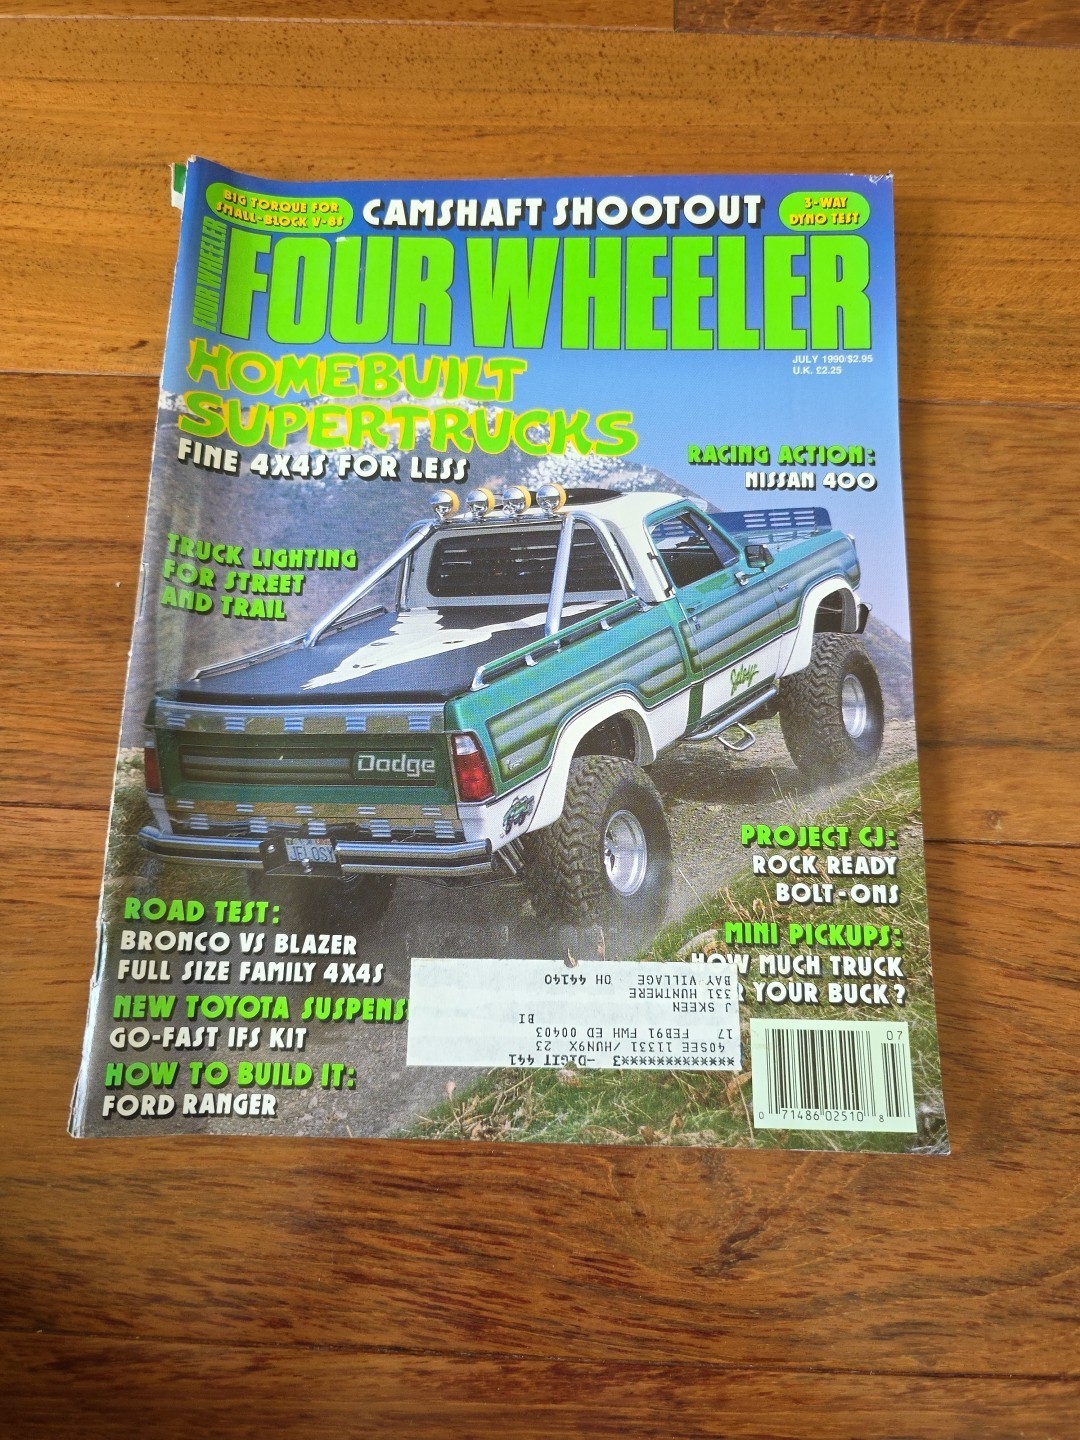 BIG TORQUE FOR
SMALL-BLOCK V-8S
CAMSHAFT SHOOTOUT
3-WAY
DYNO TEST
FOUR WHEELER
FOUR WHEELER
JULY 1990/$2.95
U.K. £2.25
HOMEBUILT
SUPERTRUCKS
FINE 4X4S FOR LESS
RACING ACTION:
NISSAN 400
TRUCK LIGHTING
FOR STREET
AND TRAIL
Jelosy
Dodge
JELOSY
PROJECT CJ:
ROCK READY
BOLT-ONS
MINI PICKUPS:
HOW MUCH TRUCK
R YOUR BUCK?
ROAD TEST:
BRONCO VS BLAZER
FULL SIZE FAMILY 4X4S
NEW TOYOTA SUSPENS
GO-FAST IFS KIT
HOW TO BUILD IT:
FORD RANGER
xxxxxxxxxxxxx3 -DIGIT 441
40SEE 11331 /HUN9X 23
17 FEB91 FWH ED 00403
BI
J SKEEN
331 HUNTMERE
BAY VILLAGE OH 44140
07
0 71486 02510 8